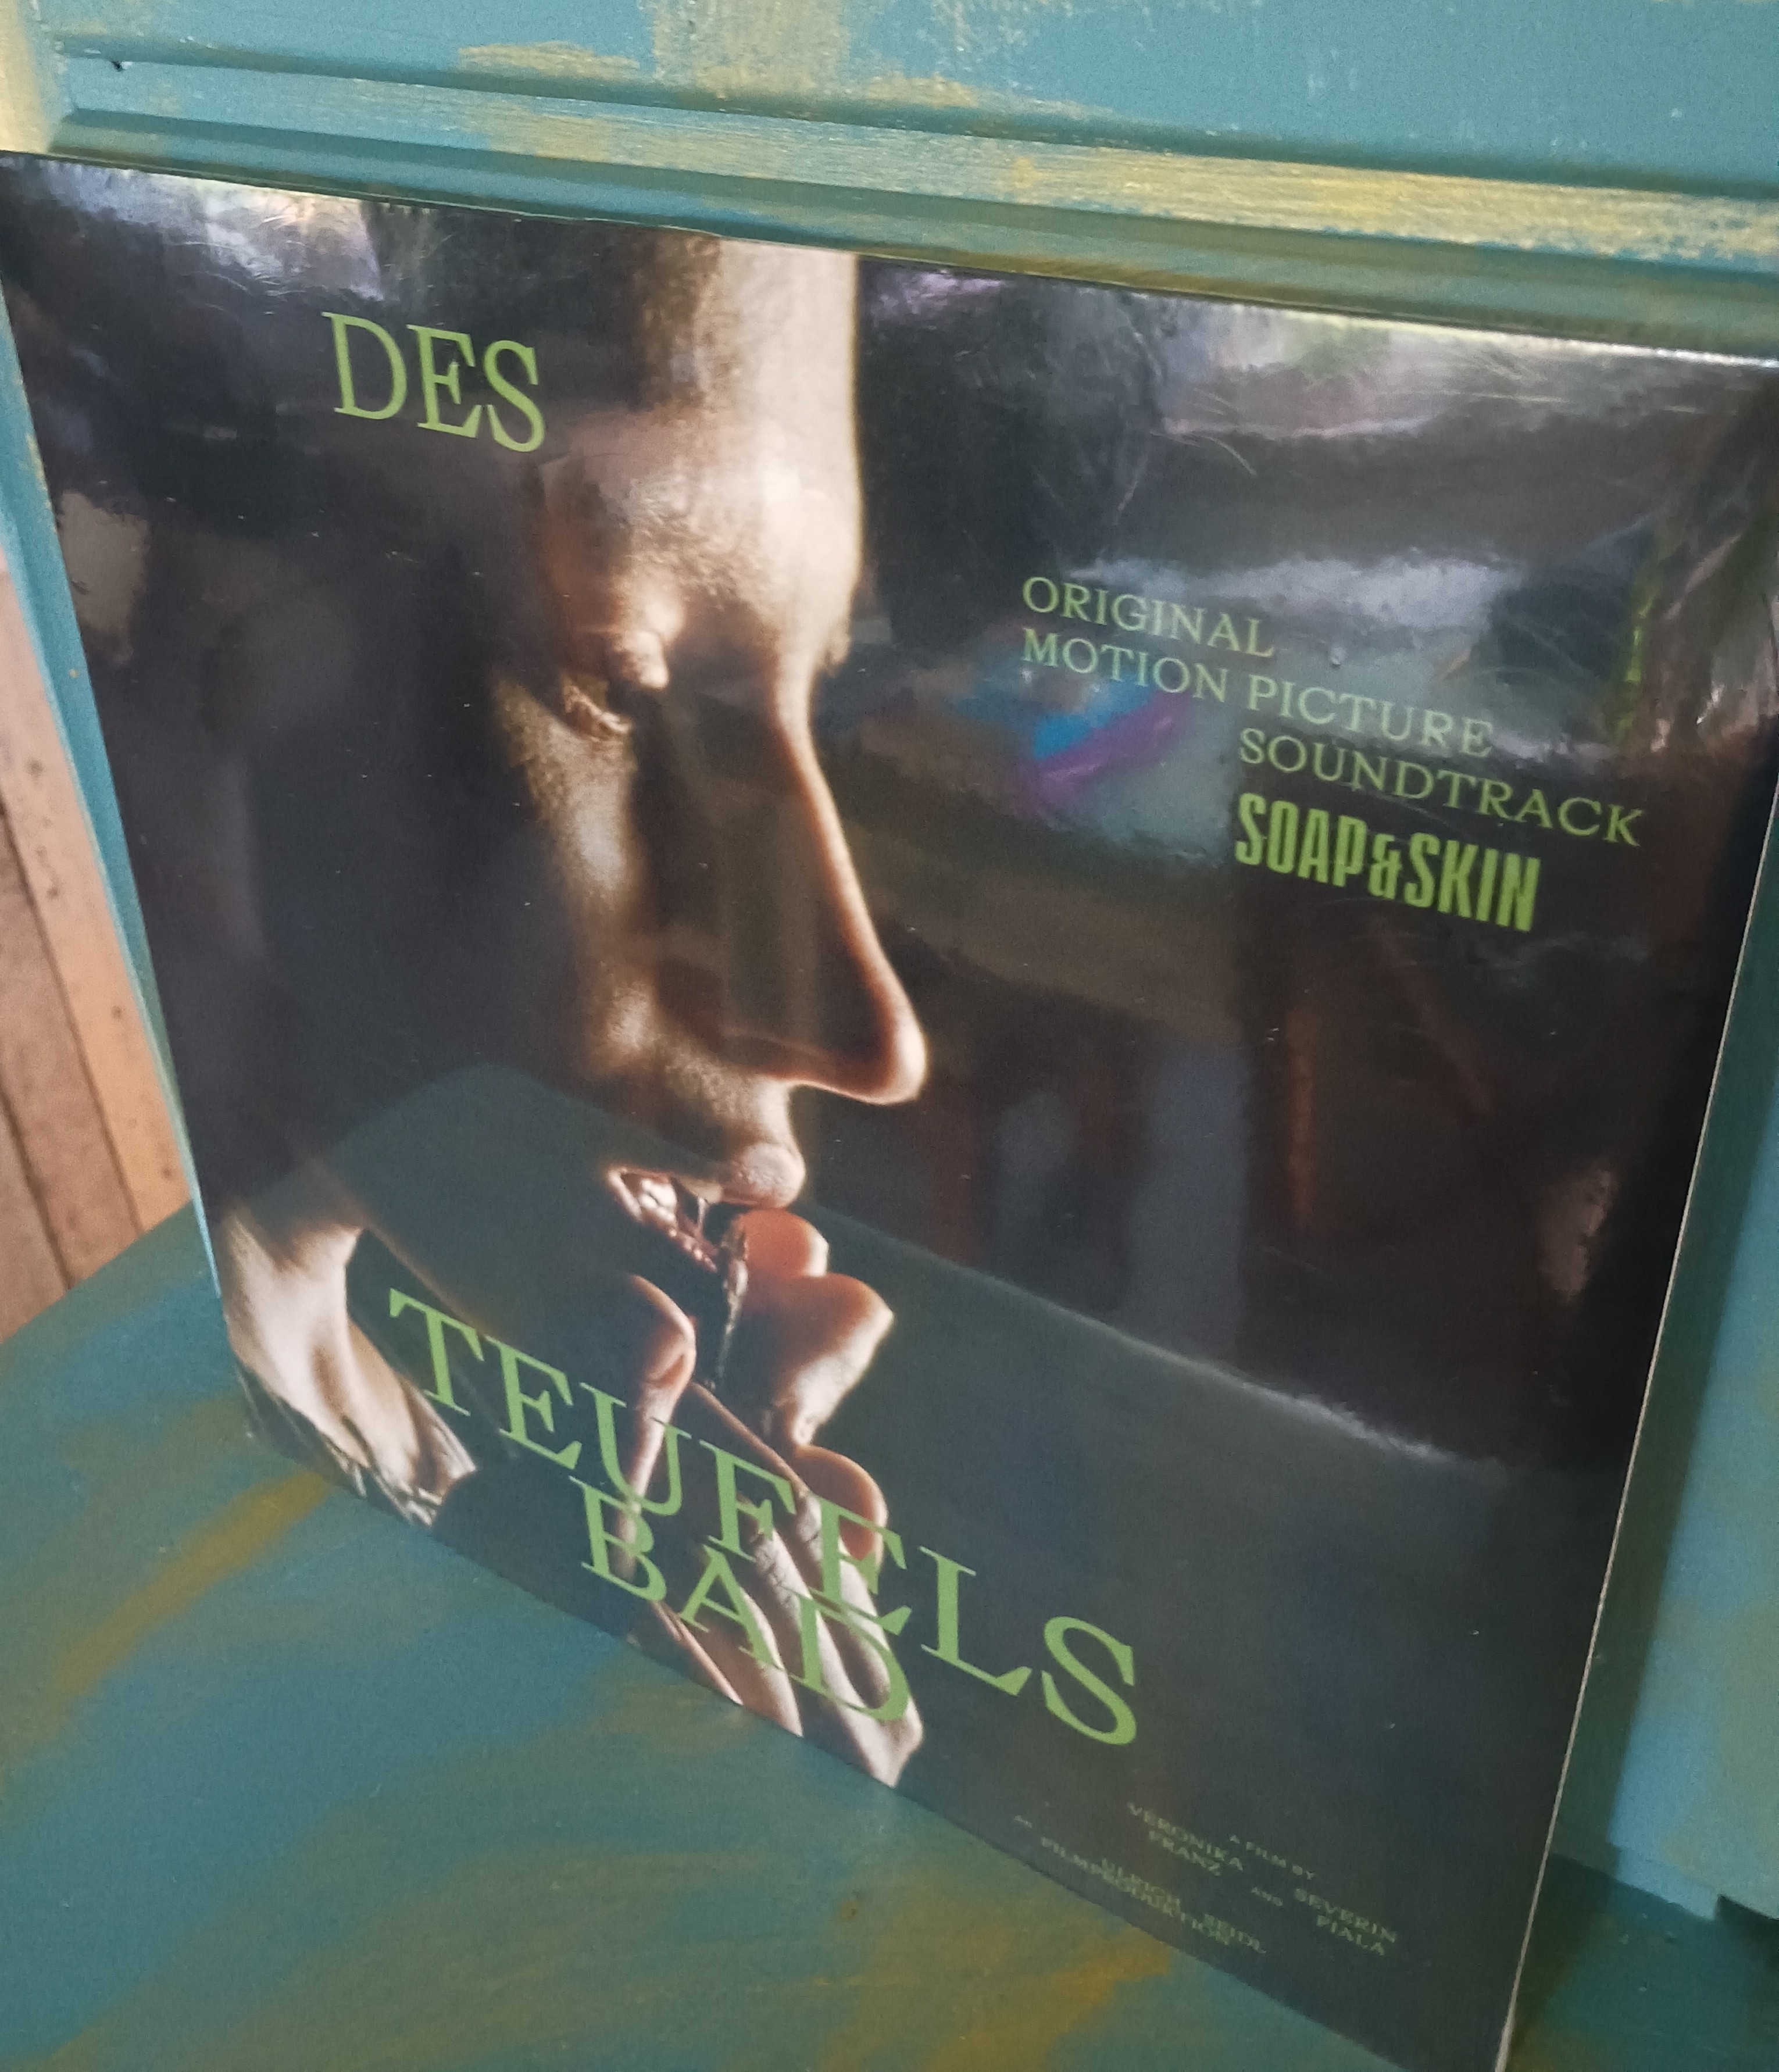 DES
ORIGINAL
MOTION PICTURE
SOUNDTRACK
SOAP&SKIN
TEUFELS
BAD
A FILM BY
VERONIKA
FRANZ
AND
SEVERIN
FIALA
ULRICH SEIDL
FILMPRODUKTION